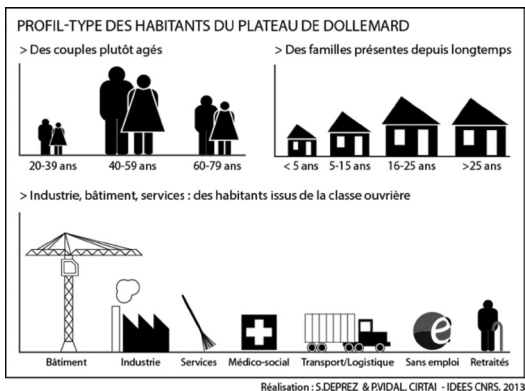 PROFIL-TYPE DES HABITANTS DU PLATEAU DE DOLLEMARD
> Des couples plutôt agés
> Des familles présentes depuis longtemps
20-39 ans 40-59 ans 60-79 ans
< 5 ans 5-15 ans 16-25 ans >25 ans
> Industrie, bâtiment, services : des habitants issus de la classe ouvrière
e
Bâtiment Industrie Services Médico-social Transport/Logistique Sans emploi Retraités
Réalisation : S.DEPREZ & P.VIDAL, CIRTAI - IDEES CNRS, 2013